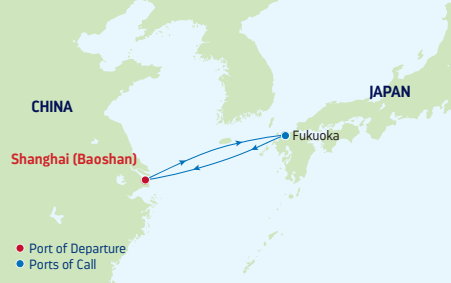 JAPAN
CHINA
Fukuoka
Shanghai (Baoshan)
Port of Departure
Ports of Call